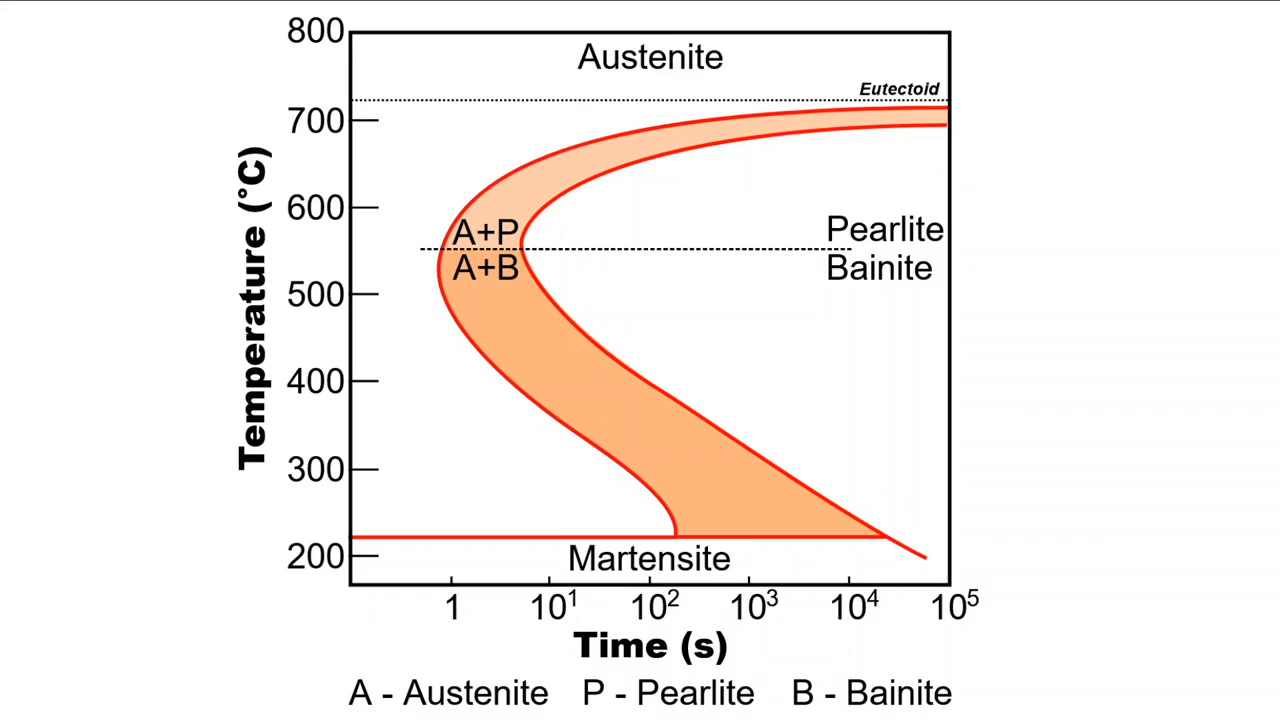 800
Austenite
Eutectoid
700
600
A+P
Pearlite
A+B
Bainite
500
400
300
200
Martensite
Temperature (°C)
1 10¹ 10² 10³ 10⁴ 10⁵
Time (s)
A - Austenite P - Pearlite B - Bainite